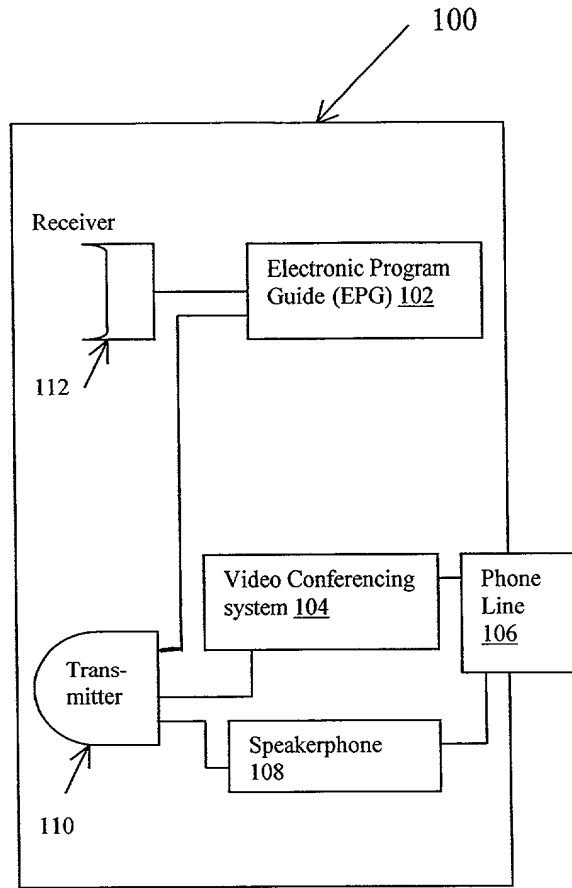 100
Receiver
Electronic Program
Guide (EPG) 102
112
Video Conferencing
system 104
Phone
Line
106
Trans-
mitter
Speakerphone
108
110